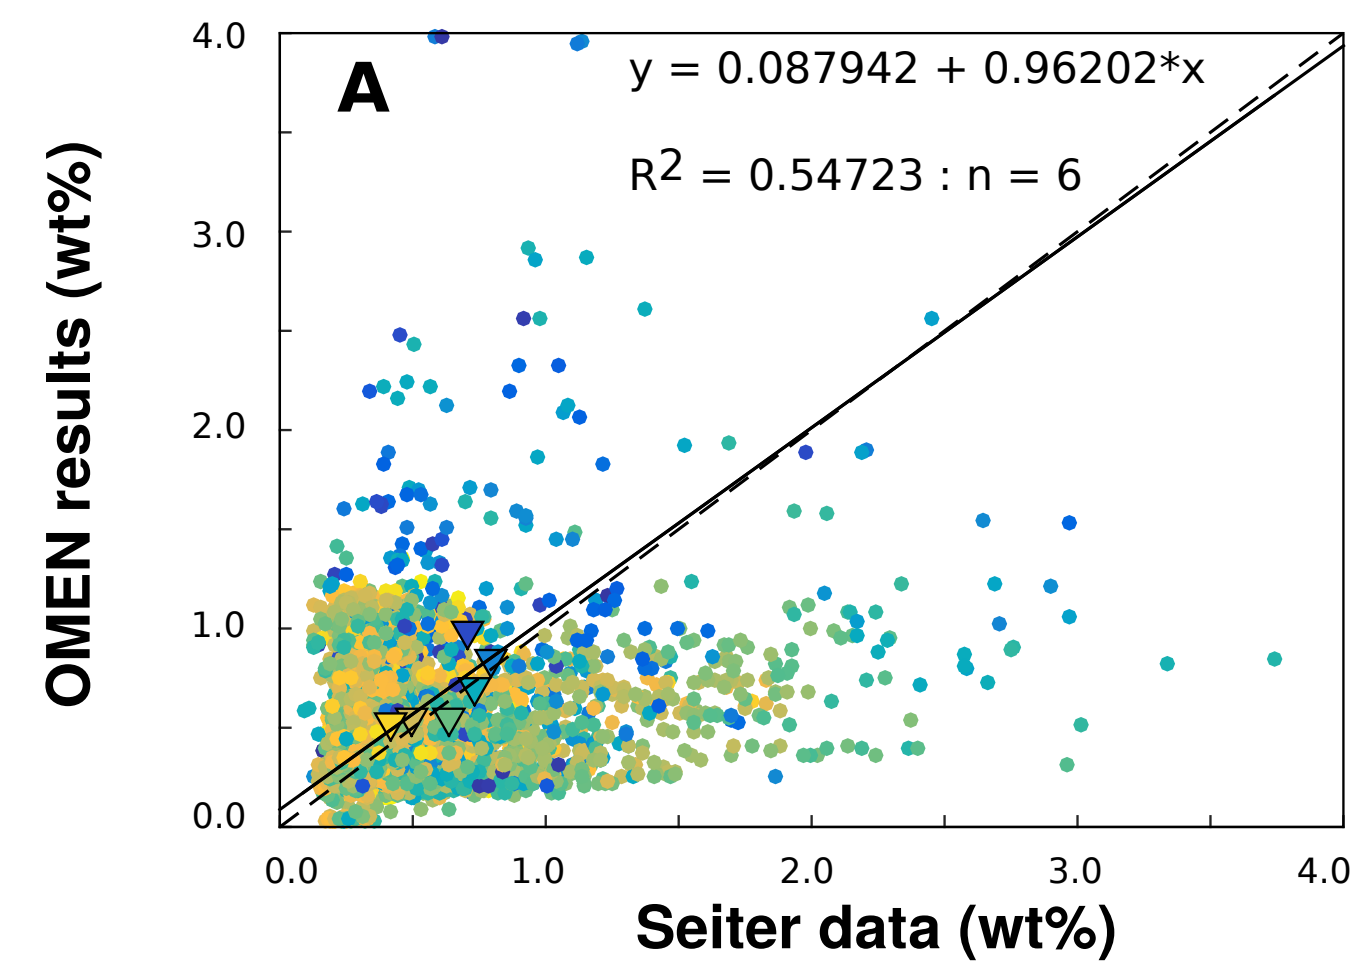 4.0
A
y = 0.087942 + 0.96202*x
R² = 0.54723 : n = 6
3.0
2.0
1.0
0.0
OMEN results (wt%)
0.0 1.0 2.0 3.0 4.0
Seiter data (wt%)